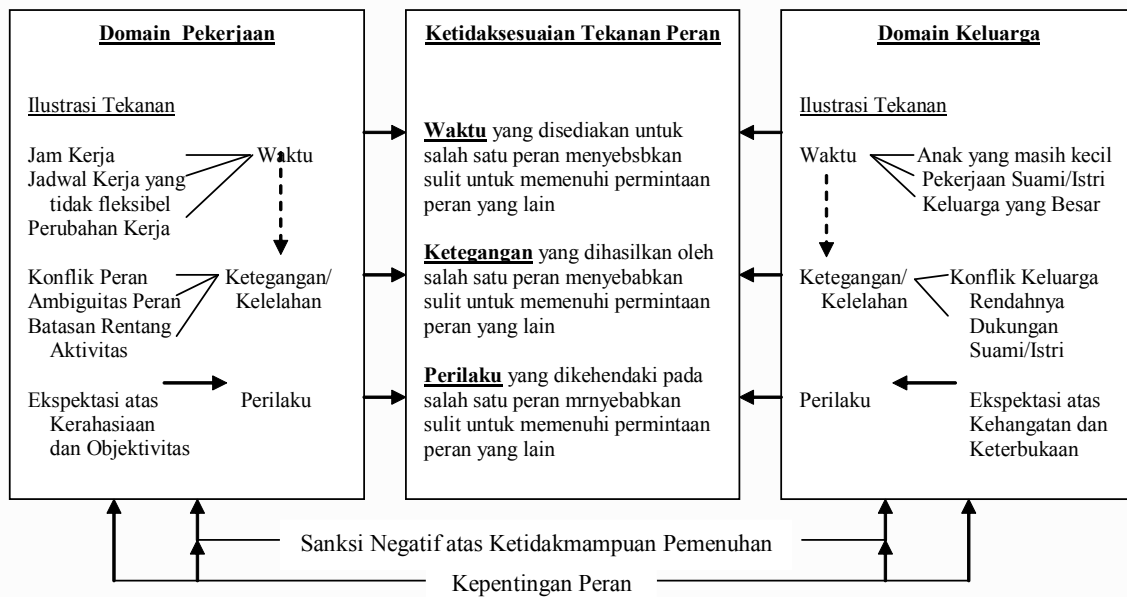 Domain Pekerjaan
Ilustrasi Tekanan
Jam Kerja
Jadwal Kerja yang
tidak fleksibel
Perubahan Kerja
Waktu
Konflik Peran
Ambiguitas Peran
Batasan Rentang
Aktivitas
Ketegangan/
Kelelahan
Ekspektasi atas
Kerahasiaan
dan Objektivitas
Perilaku
Ketidaksesuaian Tekanan Peran
Waktu yang disediakan untuk
salah satu peran menyebsbkan
sulit untuk memenuhi permintaan
peran yang lain
Ketegangan yang dihasilkan oleh
salah satu peran menyebabkan
sulit untuk memenuhi permintaan
peran yang lain
Perilaku yang dikehendaki pada
salah satu peran mrnyebabkan
sulit untuk memenuhi permintaan
peran yang lain
Domain Keluarga
Ilustrasi Tekanan
Waktu
Anak yang masih kecil
Pekerjaan Suami/Istri
Keluarga yang Besar
Ketegangan/
Kelelahan
Konflik Keluarga
Rendahnya
Dukungan
Suami/Istri
Perilaku
Ekspektasi atas
Kehangatan dan
Keterbukaan
Sanksi Negatif atas Ketidakmampuan Pemenuhan
Kepentingan Peran